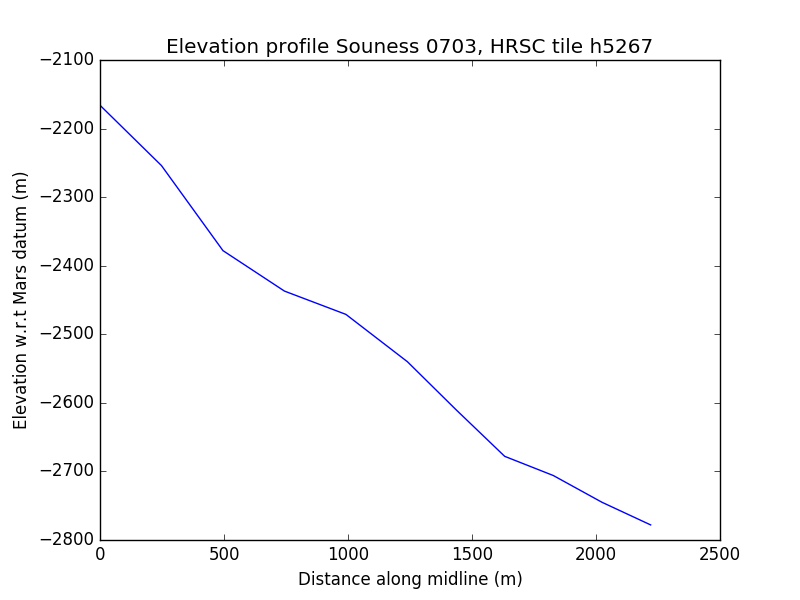 Elevation profile Souness 0703, HRSC tile h5267
−2100
−2200
−2300
−2400
−2500
−2600
−2700
−2800
Elevation w.r.t Mars datum (m)
0 500 1000 1500 2000 2500
Distance along midline (m)